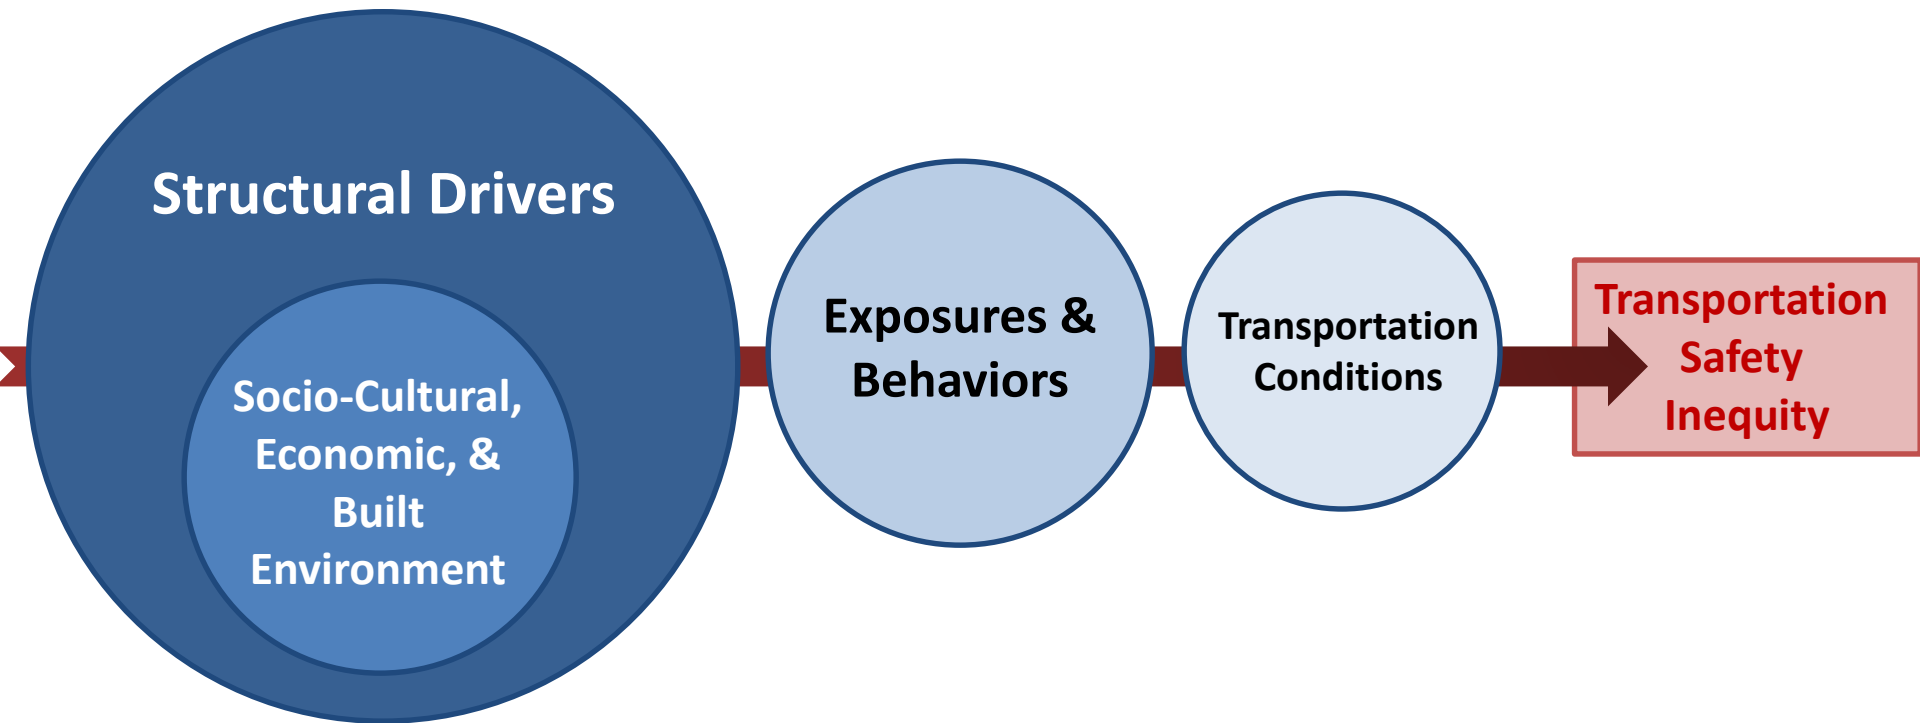 Structural Drivers
Socio-Cultural,
Economic, &
Built
Environment
Exposures &
Behaviors
Transportation
Conditions
Transportation
Safety
Inequity